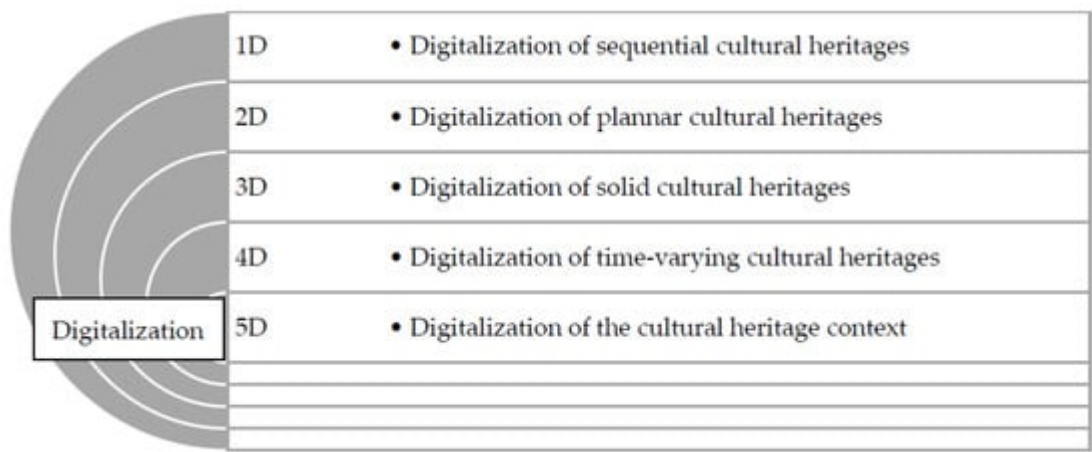 1D • Digitalization of sequential cultural heritages
2D • Digitalization of plannar cultural heritages
3D • Digitalization of solid cultural heritages
4D • Digitalization of time-varying cultural heritages
Digitalization 5D • Digitalization of the cultural heritage context